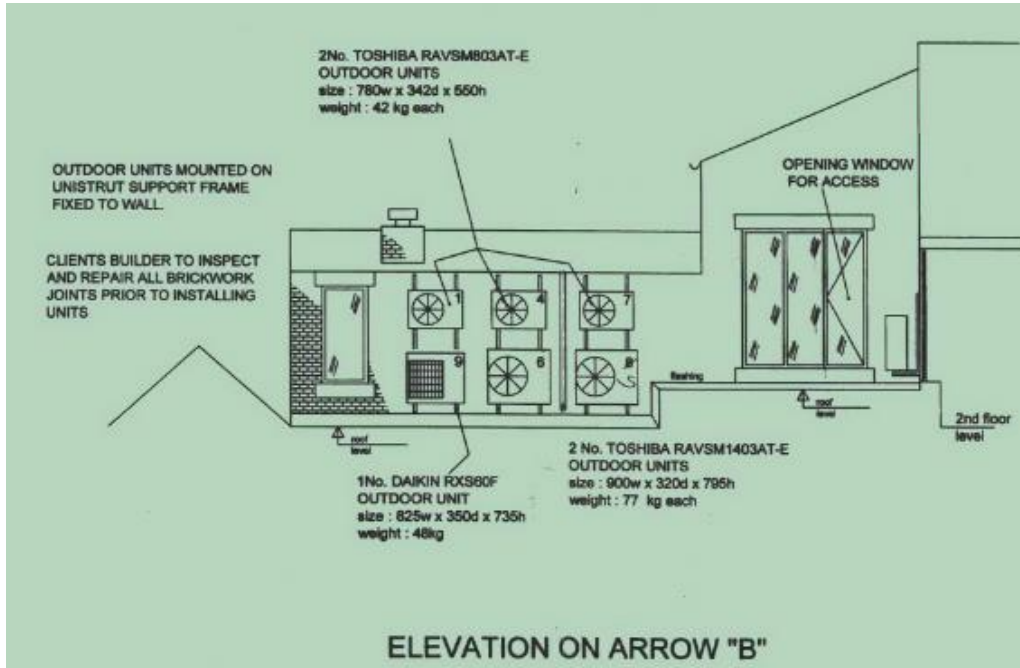 2No. TOSHIBA RAVSM803AT-E
OUTDOOR UNITS
size : 780w x 342d x 550h
weight : 42 kg each
OUTDOOR UNITS MOUNTED ON
UNISTRUT SUPPORT FRAME
FIXED TO WALL.
CLIENTS BUILDER TO INSPECT
AND REPAIR ALL BRICKWORK
JOINTS PRIOR TO INSTALLING
UNITS
OPENING WINDOW
FOR ACCESS
1
4
7
9
6
flashing
roof
level
roof
level
2nd floor
level
1No. DAIKIN RXS60F
OUTDOOR UNIT
size : 825w x 350d x 735h
weight : 48kg
2 No. TOSHIBA RAVSM1403AT-E
OUTDOOR UNITS
size : 900w x 320d x 795h
weight : 77 kg each
ELEVATION ON ARROW "B"